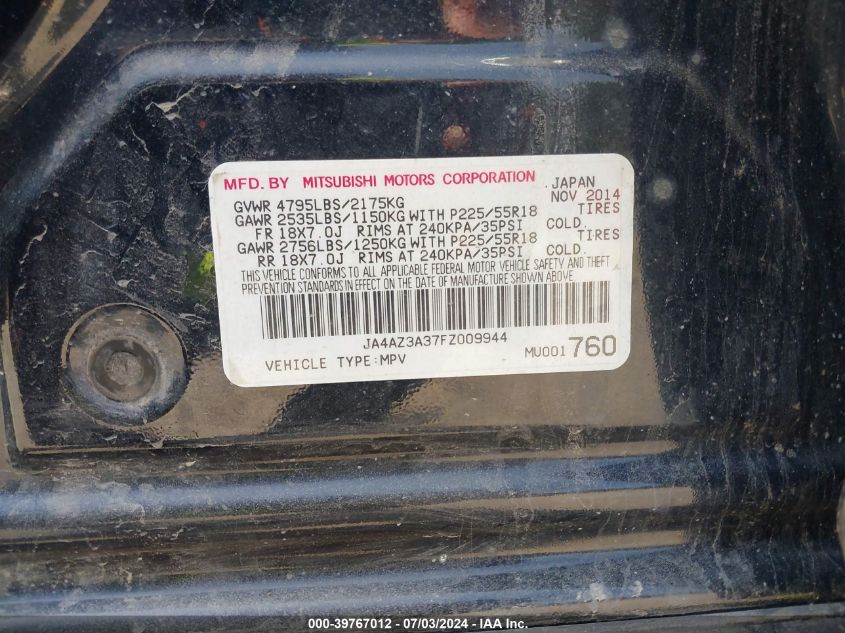 MFD. BY MITSUBISHI MOTORS CORPORATION JAPAN
GVWR 4795LBS/2175KG NOV 2014
GAWR 2535LBS/1150KG WITH P225/55R18 TIRES
FR 18X7.0J RIMS AT 240KPA/35PSI COLD.
GAWR 2756LBS/1250KG WITH P225/55R18 TIRES
RR 18X7.0J RIMS AT 240KPA/35PSI COLD.
THIS VEHICLE CONFORMS TO ALL APPLICABLE FEDERAL MOTOR VEHICLE SAFETY AND THEFT
PREVENTION STANDARDS IN EFFECT ON THE DATE OF MANUFACTURE SHOWN ABOVE
JA4AZ3A37FZ009944
VEHICLE TYPE:MPV MU001 760
000-39767012 - 07/03/2024 - © IAA Inc.